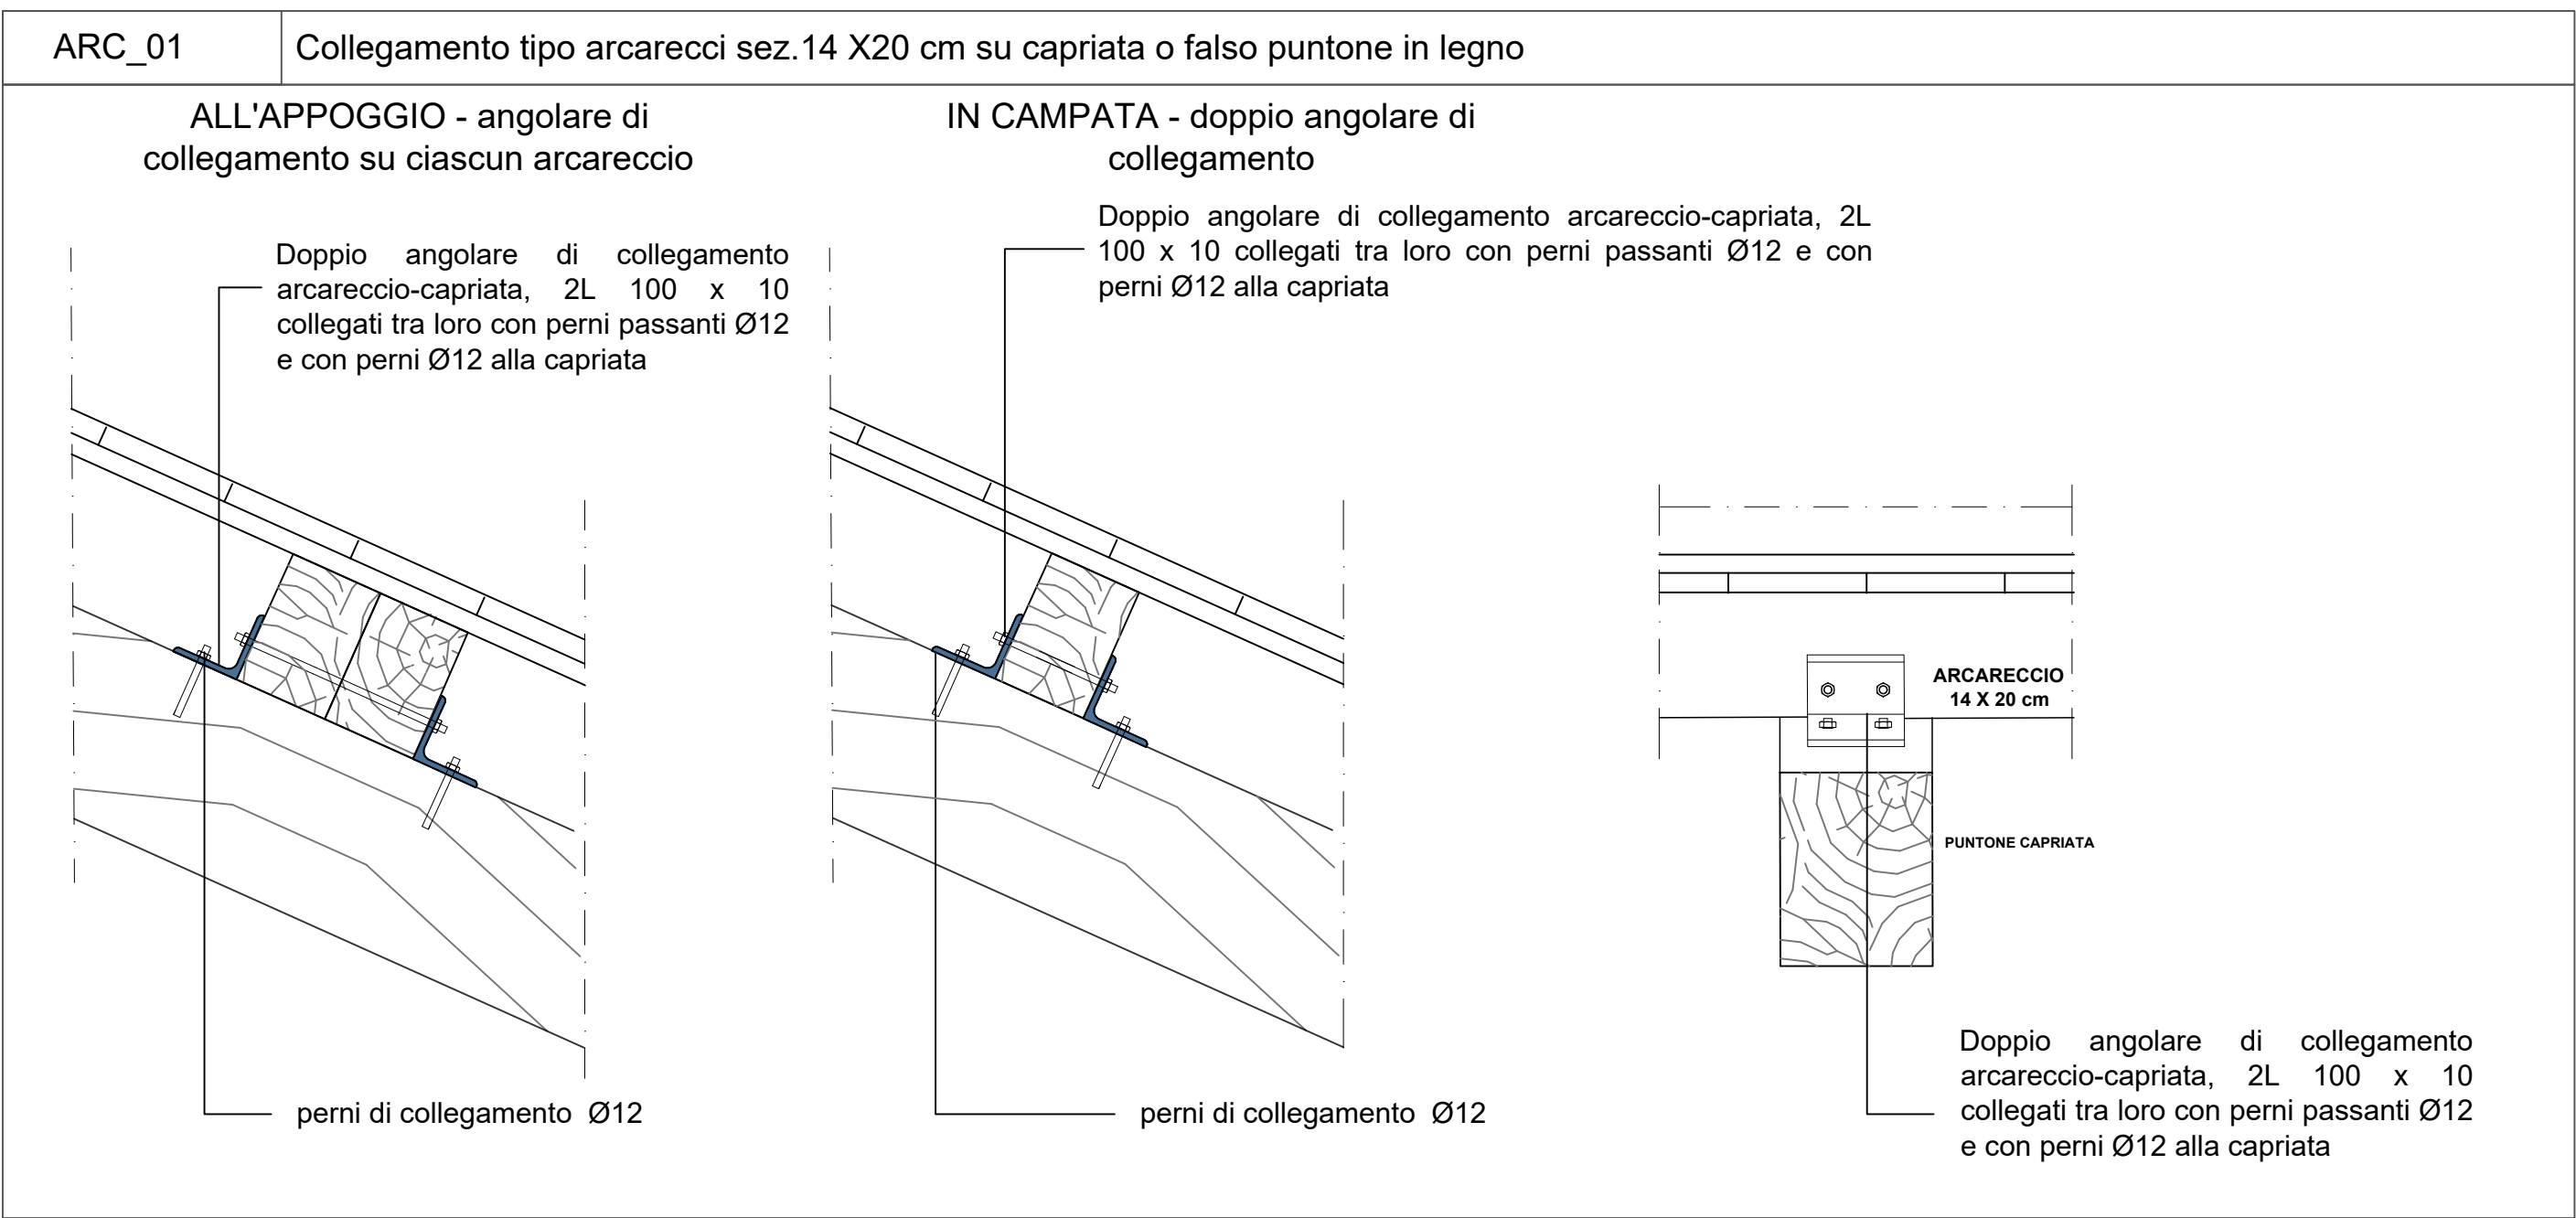 ARC_01
Collegamento tipo arcarecci sez.14 X20 cm su capriata o falso puntone in legno
ALL'APPOGGIO - angolare di
collegamento su ciascun arcareccio
IN CAMPATA - doppio angolare di
collegamento
Doppio angolare di collegamento
arcareccio-capriata, 2L 100 x 10
collegati tra loro con perni passanti Ø12
e con perni Ø12 alla capriata
Doppio angolare di collegamento arcareccio-capriata, 2L
100 x 10 collegati tra loro con perni passanti Ø12 e con
perni Ø12 alla capriata
ARCARECCIO
14 X 20 cm
PUNTONE CAPRIATA
perni di collegamento Ø12
perni di collegamento Ø12
Doppio angolare di collegamento
arcareccio-capriata, 2L 100 x 10
collegati tra loro con perni passanti Ø12
e con perni Ø12 alla capriata